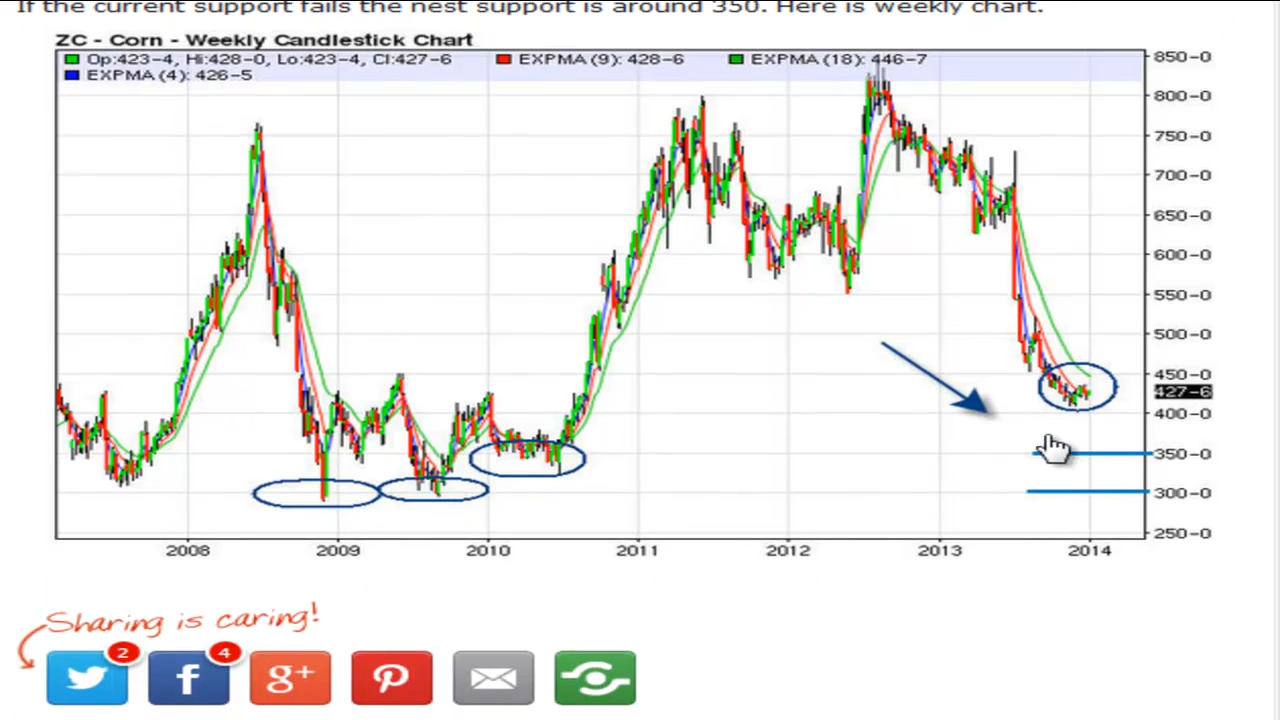 If the current support fails the nest support is around 350. Here is weekly chart.
ZC - Corn - Weekly Candlestick Chart
Op:423-4, Hi:428-0, Lo:423-4, Cl:427-6 EXPMA (9): 428-6 EXPMA (18): 446-7
EXPMA (4): 426-5
850-0
800-0
750-0
700-0
650-0
600-0
550-0
500-0
450-0
427-6
400-0
350-0
300-0
250-0
2008 2009 2010 2011 2012 2013 2014
Sharing is caring!
2 4
f g+